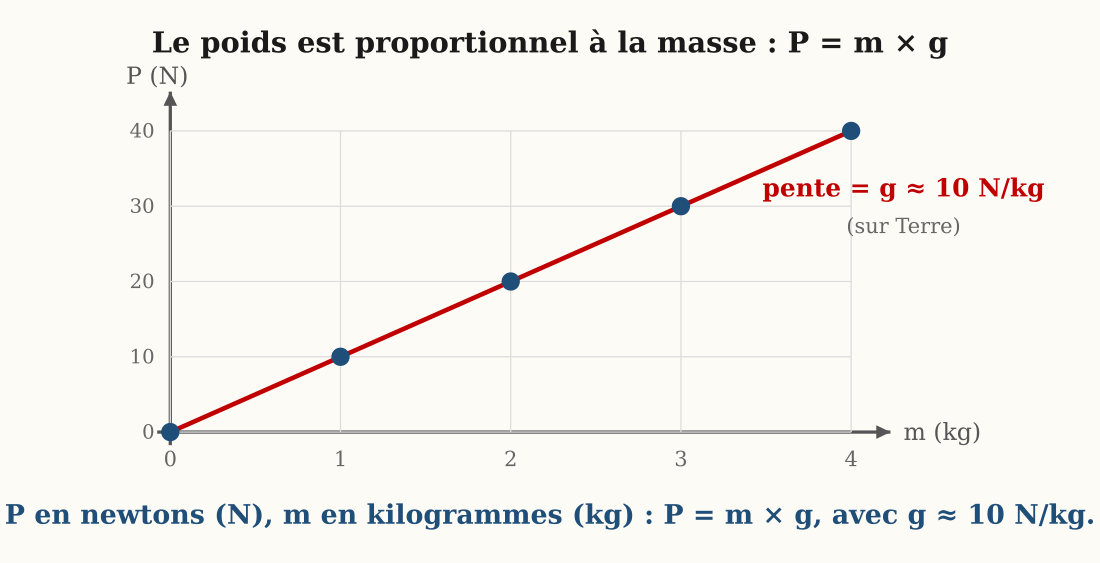 Le poids est proportionnel à la masse : P = m × g
P (N)
40
30
20
10
0
pente = g ≈ 10 N/kg
(sur Terre)
m (kg)
0
1
2
3
4
P en newtons (N), m en kilogrammes (kg) : P = m × g, avec g ≈ 10 N/kg.